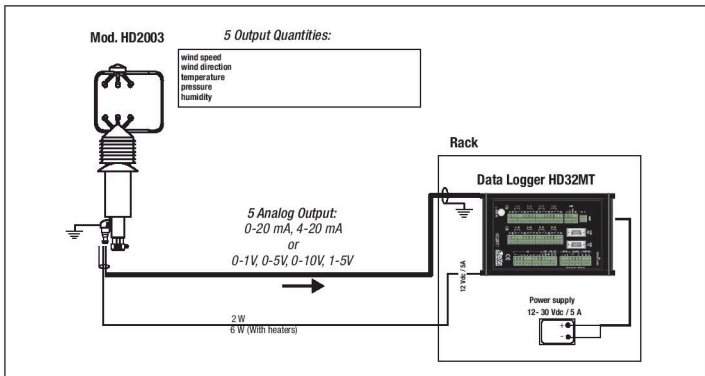 Mod. HD2003
5 Output Quantities:
wind speed
wind direction
temperature
pressure
humidity
Rack
Data Logger HD32MT
5 Analog Output:
0-20 mA, 4-20 mA
or
0-1V, 0-5V, 0-10V, 1-5V
12 Vdc / 5A
Power supply
12- 30 Vdc / 5 A
+
-
2 W
6 W (With heaters)